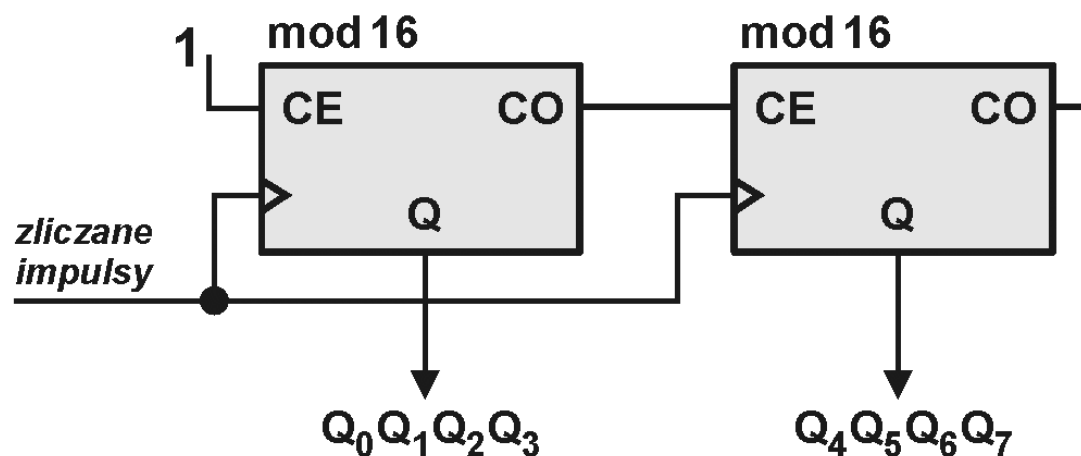 mod 16
mod 16
1
CE
CO
CE
CO
Q
Q
zliczane
impulsy
Q₀Q₁Q₂Q₃
Q₄Q₅Q₆Q₇